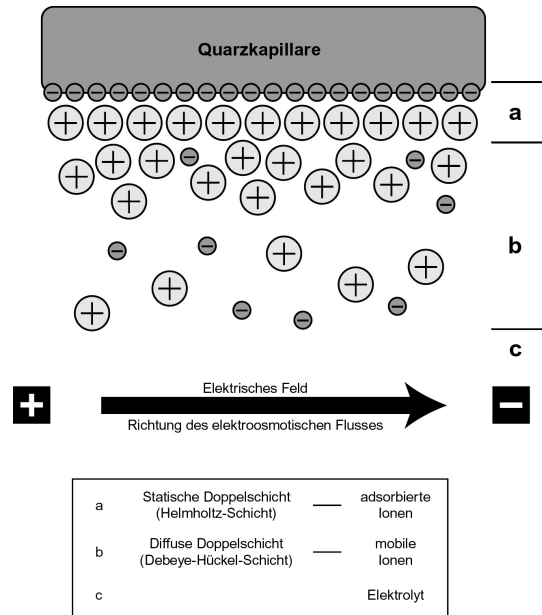 Quarzkapillare
a
b
c
Elektrisches Feld
Richtung des elektroosmotischen Flusses
a Statische Doppelschicht — adsorbierte
(Helmholtz-Schicht) Ionen
b Diffuse Doppelschicht — mobile
(Debeye-Hückel-Schicht) Ionen
c Elektrolyt